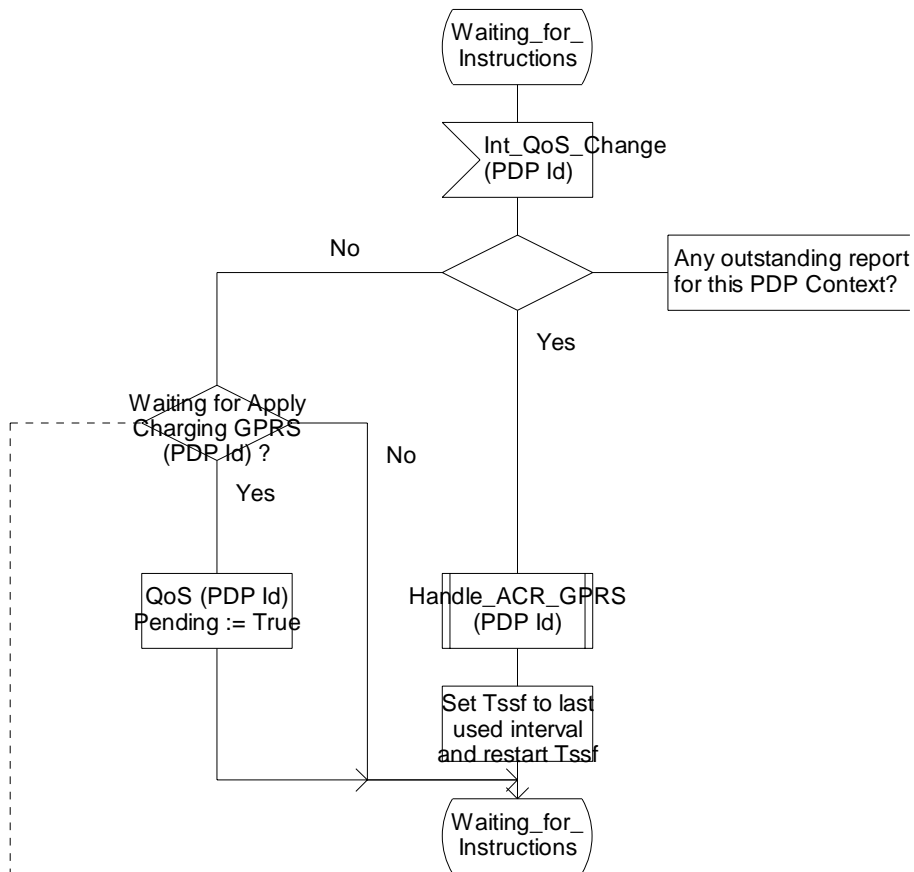 Waiting_for_
Instructions
Int_QoS_Change
(PDP Id)
No
Any outstanding report
for this PDP Context?
Yes
Waiting for Apply
Charging GPRS
(PDP Id) ?
No
Yes
QoS (PDP Id)
Pending := True
Handle_ACR_GPRS
(PDP Id)
Set Tssf to last
used interval
and restart Tssf
Waiting_for_
Instructions